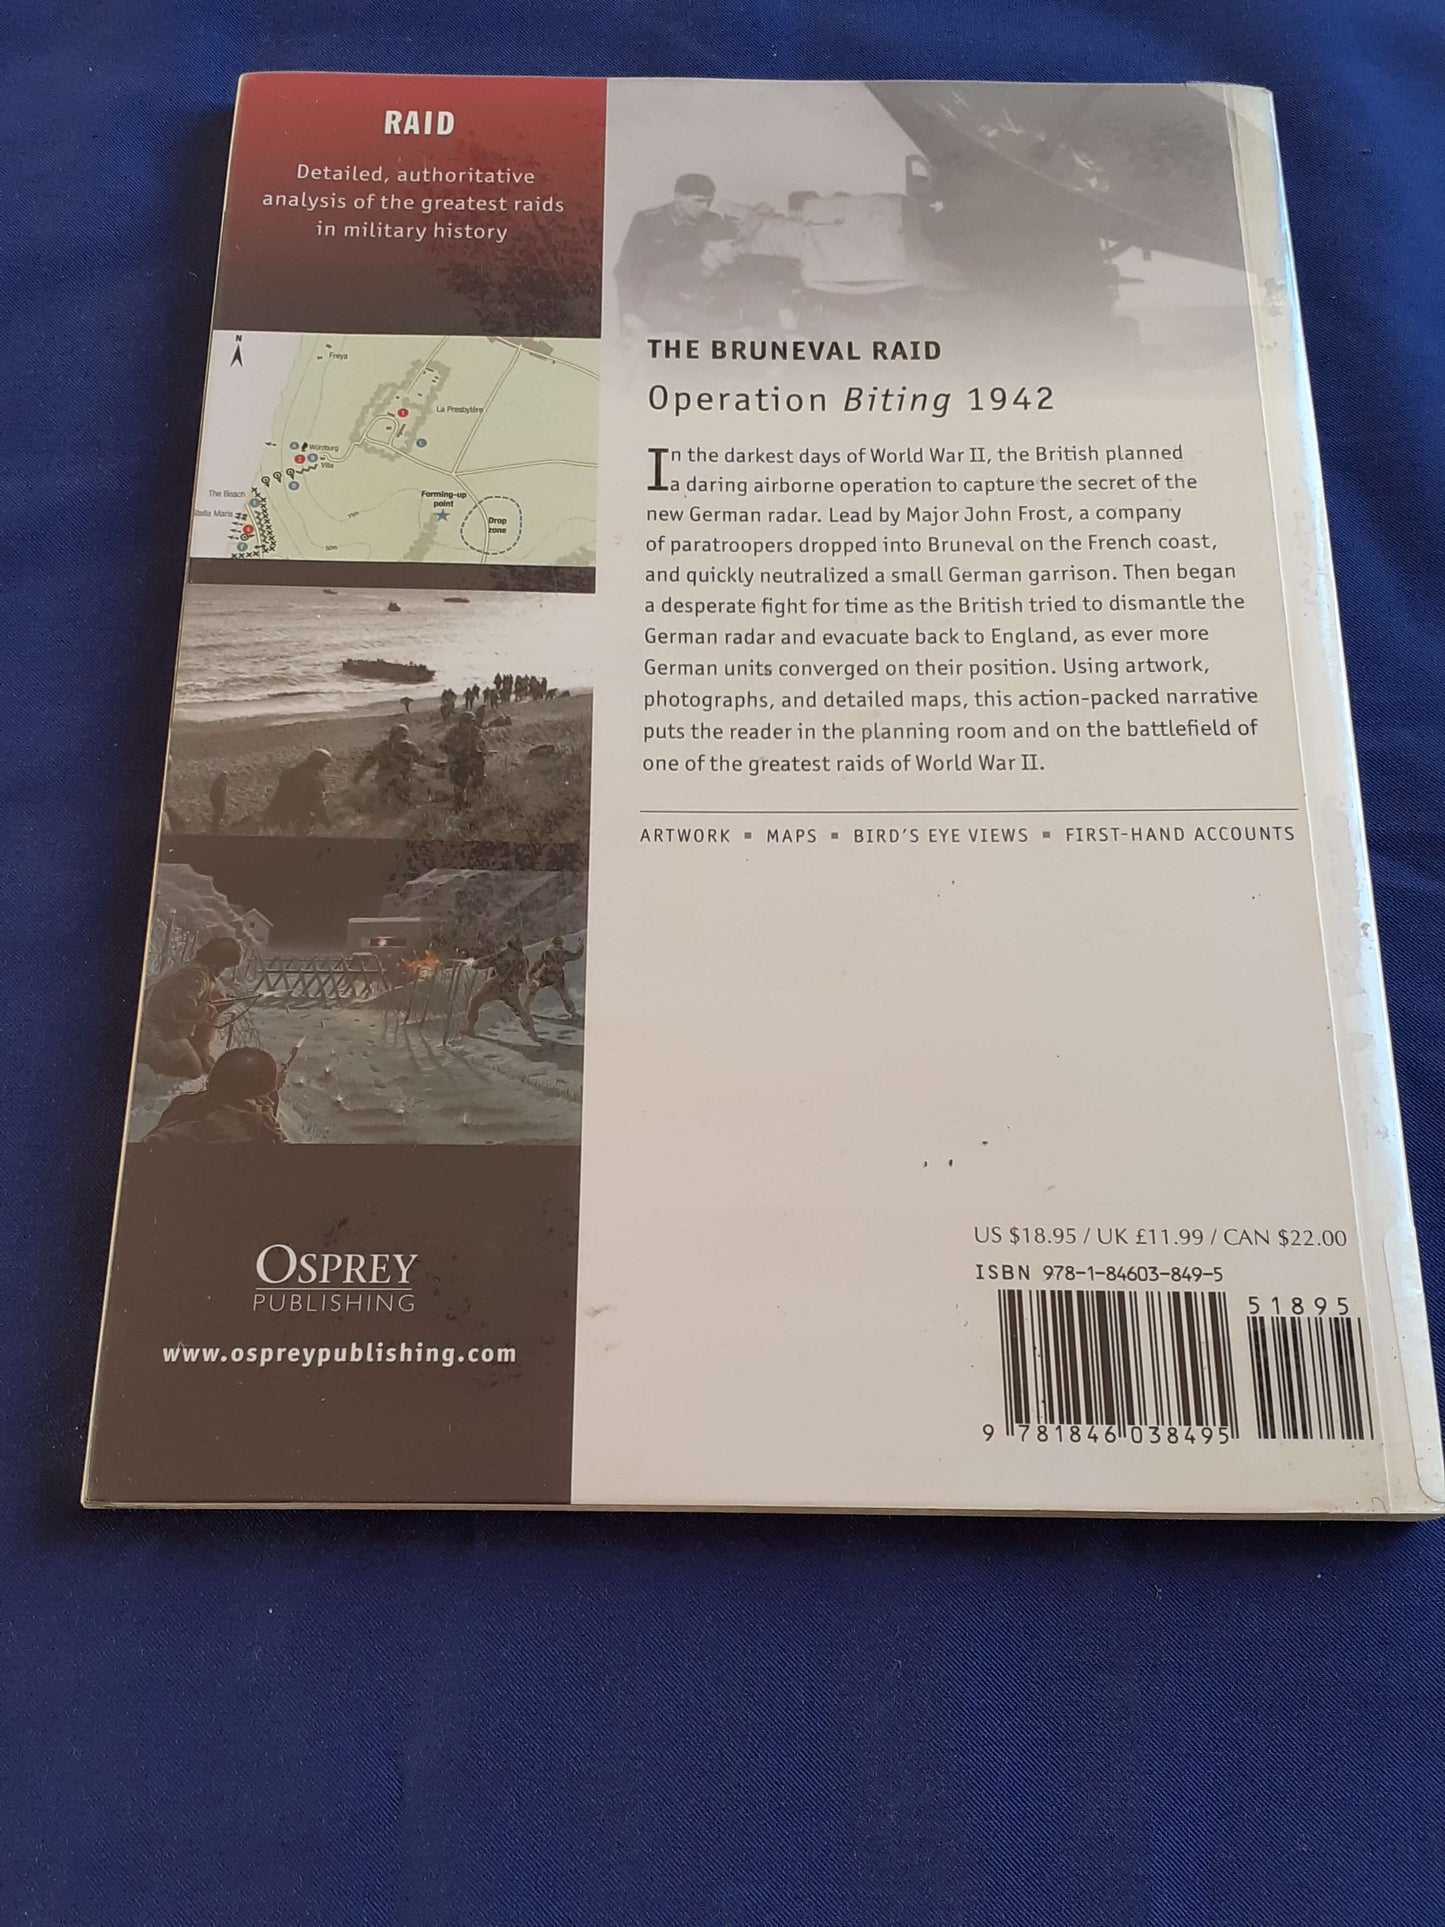 RAID
Detailed, authoritative
analysis of the greatest raids
in military history
N
Freya
La Presbytère
Würzburg
Villa
The Beach
Stella Maris
Forming-up
point
Drop
zone
50m
THE BRUNEVAL RAID
Operation Biting 1942
In the darkest days of World War II, the British planned
a daring airborne operation to capture the secret of the
new German radar. Lead by Major John Frost, a company
of paratroopers dropped into Bruneval on the French coast,
and quickly neutralized a small German garrison. Then began
a desperate fight for time as the British tried to dismantle the
German radar and evacuate back to England, as ever more
German units converged on their position. Using artwork,
photographs, and detailed maps, this action-packed narrative
puts the reader in the planning room and on the battlefield of
one of the greatest raids of World War II.
ARTWORK ▪ MAPS ▪ BIRD'S EYE VIEWS ▪ FIRST-HAND ACCOUNTS
OSPREY
PUBLISHING
www.ospreypublishing.com
US $18.95 / UK £11.99 / CAN $22.00
ISBN 978-1-84603-849-5
51895
9 781846 038495